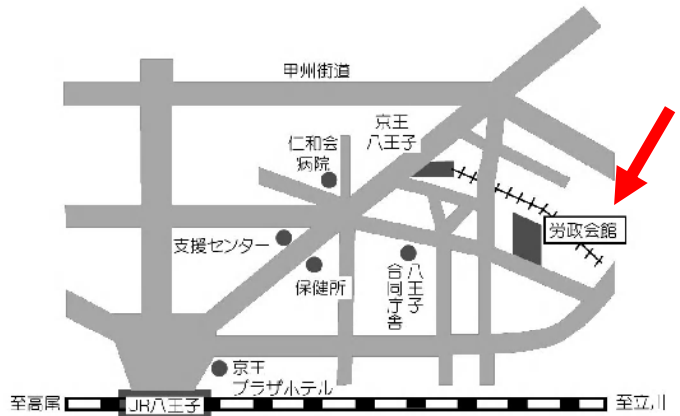 甲州街道
京王
八王子
仁和会
病院
労政会館
支援センター
保健所
八王子
合同庁舎
京王
プラザホテル
至高尾
JR八王子
至立川